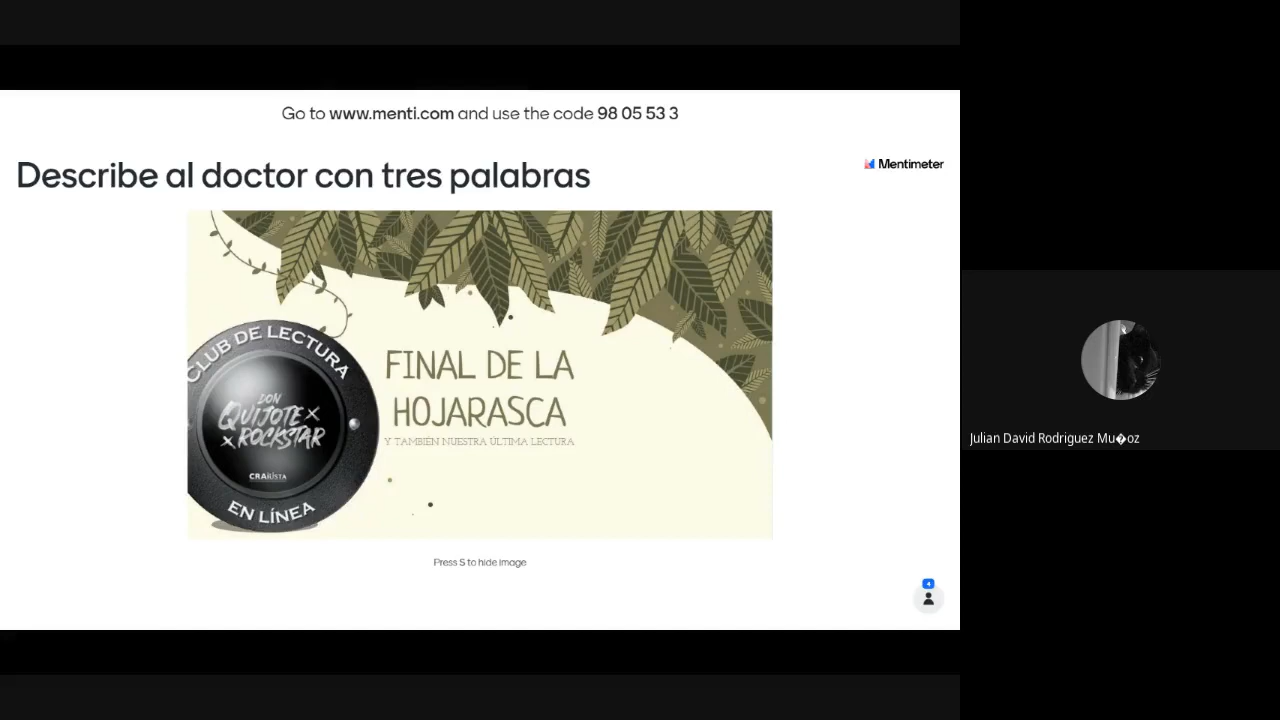 Go to www.menti.com and use the code 98 05 53 3
Describe al doctor con tres palabras
Mentimeter
CLUB DE LECTURA
DON
QUIJOTE X
X ROCKSTAR
CRAIUSTA
EN LÍNEA
FINAL DE LA
HOJARASCA
Y TAMBIÉN NUESTRA ÚLTIMA LECTURA
Press S to hide image
4
Julian David Rodriguez Mu�oz